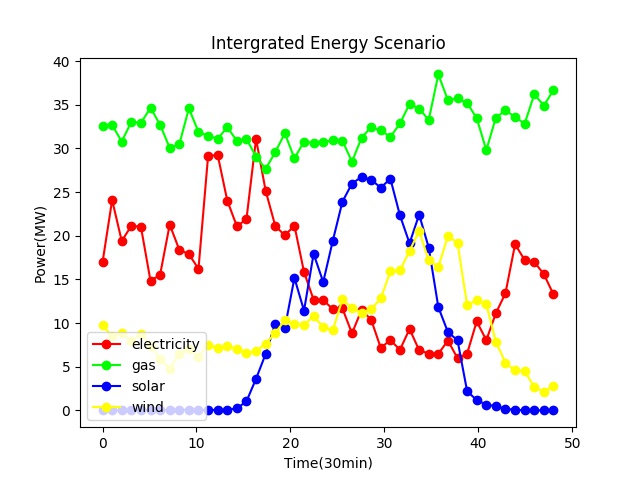 Intergrated Energy Scenario
Power(MW)
40
35
30
25
20
15
10
5
0
electricity
gas
solar
wind
0 10 20 30 40 50
Time(30min)